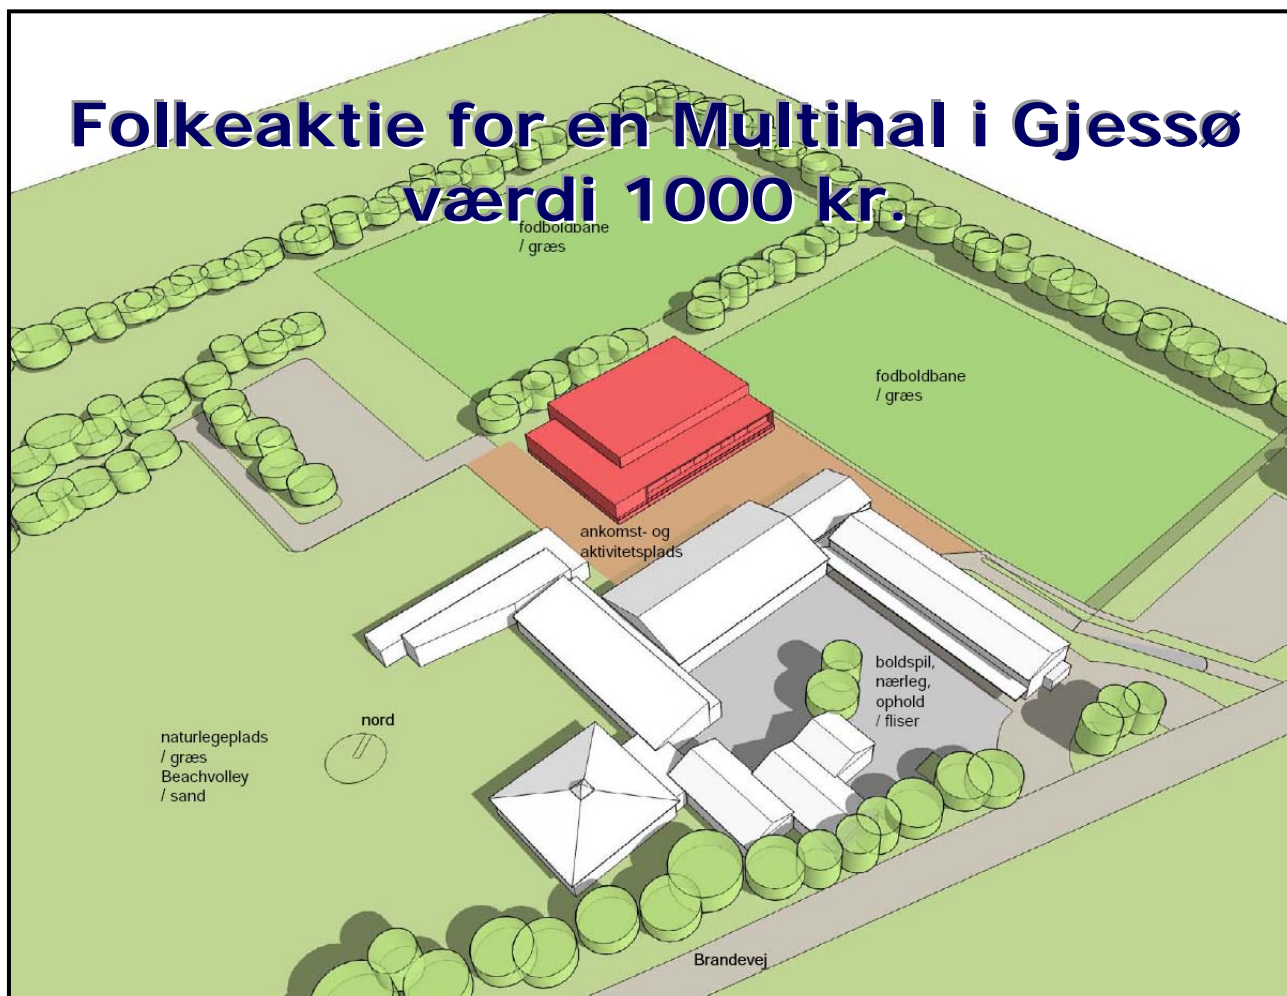 Folkeaktie for en Multihal i Gjessø
værdi 1000 kr.
fodboldbane
/ græs
fodboldbane
/ græs
ankomst- og
aktivitetsplads
boldspil,
nærleg,
ophold
/ fliser
nord
naturlegeplads
/ græs
Beachvolley
/ sand
Brandevej